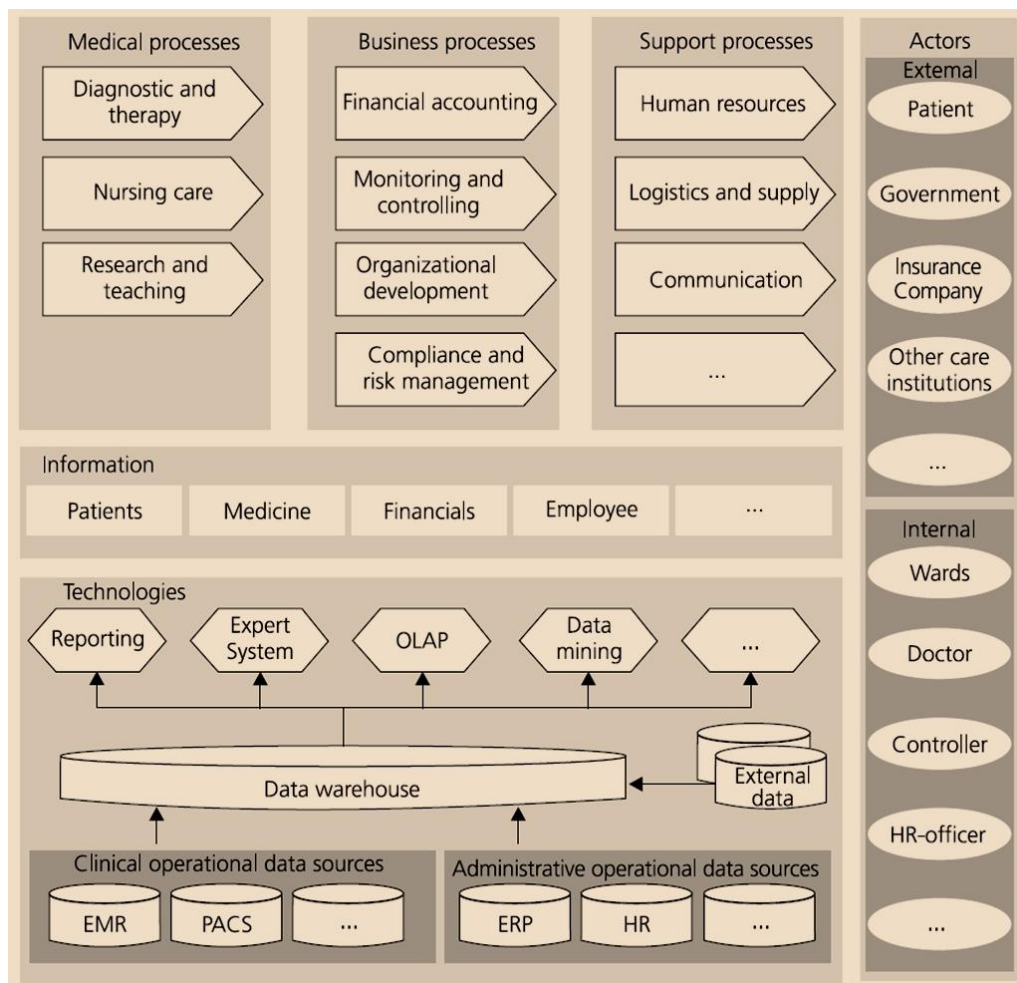 Medical processes
Diagnostic and
therapy
Nursing care
Research and
teaching
Business processes
Financial accounting
Monitoring and
controlling
Organizational
development
Compliance and
risk management
Support processes
Human resources
Logistics and supply
Communication
...
Actors
External
Patient
Government
Insurance
Company
Other care
institutions
...
Internal
Wards
Doctor
Controller
HR-officer
...
Information
Patients
Medicine
Financials
Employee
...
Technologies
Reporting
Expert
System
OLAP
Data
mining
...
Data warehouse
External
data
Clinical operational data sources
EMR
PACS
...
Administrative operational data sources
ERP
HR
...